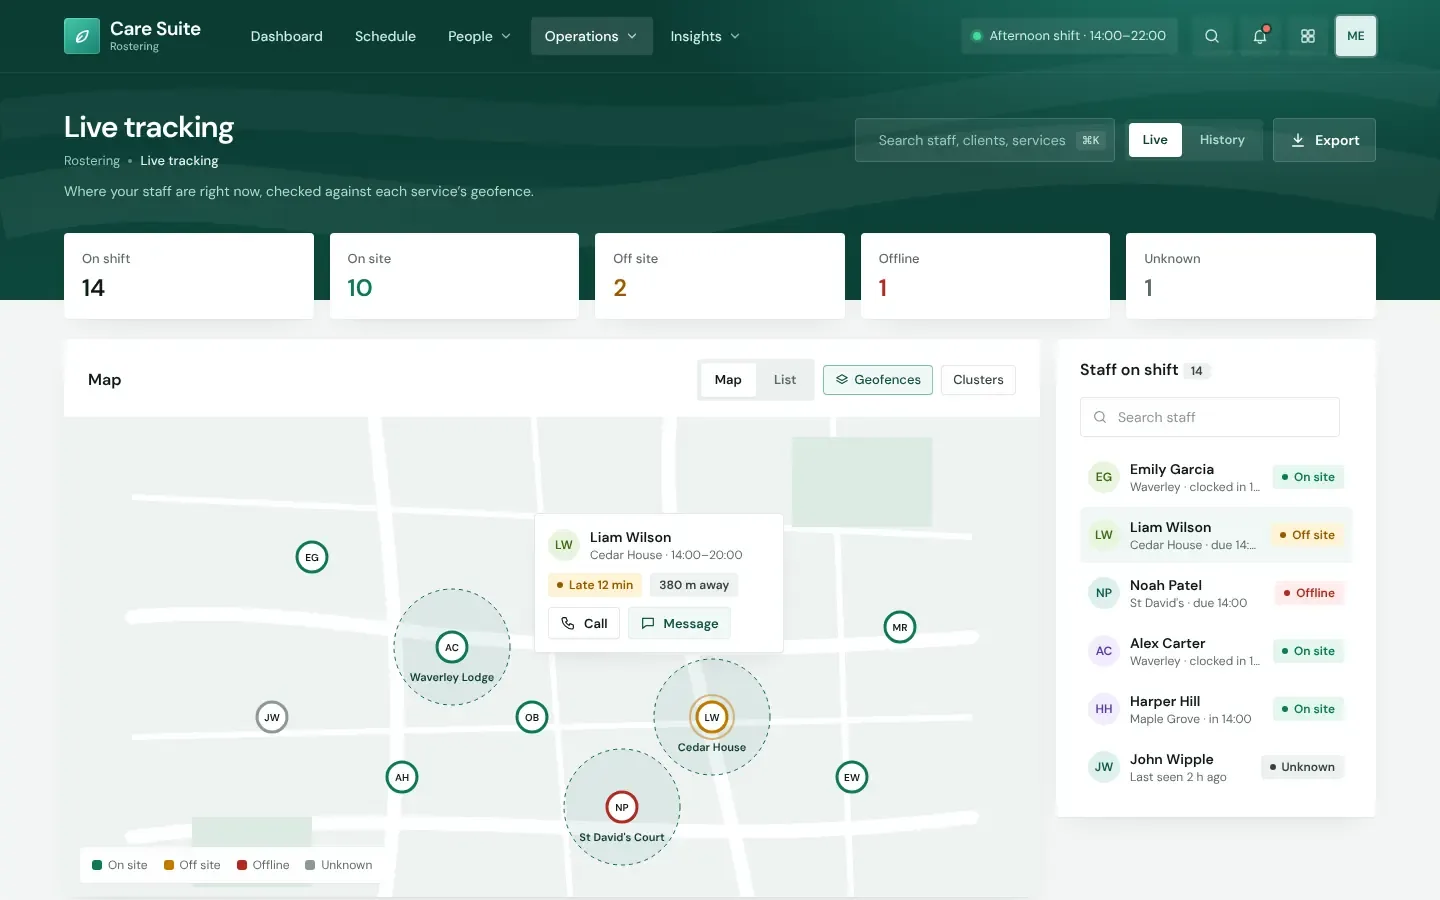 Care Suite
Rostering
Dashboard
Schedule
People
Operations
Insights
Afternoon shift · 14:00–22:00
ME
Live tracking
Rostering • Live tracking
Where your staff are right now, checked against each service's geofence.
Search staff, clients, services ⌘K
Live
History
Export
On shift
14
On site
10
Off site
2
Offline
1
Unknown
1
Map
Map
List
Geofences
Clusters
EG
Liam Wilson
LW
Cedar House · 14:00–20:00
Late 12 min
380 m away
Call
Message
MR
AC
Waverley Lodge
JW
OB
LW
Cedar House
AH
EW
NP
St David's Court
On site
Off site
Offline
Unknown
Staff on shift 14
Search staff
EG
Emily Garcia
Waverley · clocked in 1…
On site
LW
Liam Wilson
Cedar House · due 14:…
Off site
NP
Noah Patel
St David's · due 14:00
Offline
AC
Alex Carter
Waverley · clocked in 1…
On site
HH
Harper Hill
Maple Grove · in 14:00
On site
JW
John Wipple
Last seen 2 h ago
Unknown